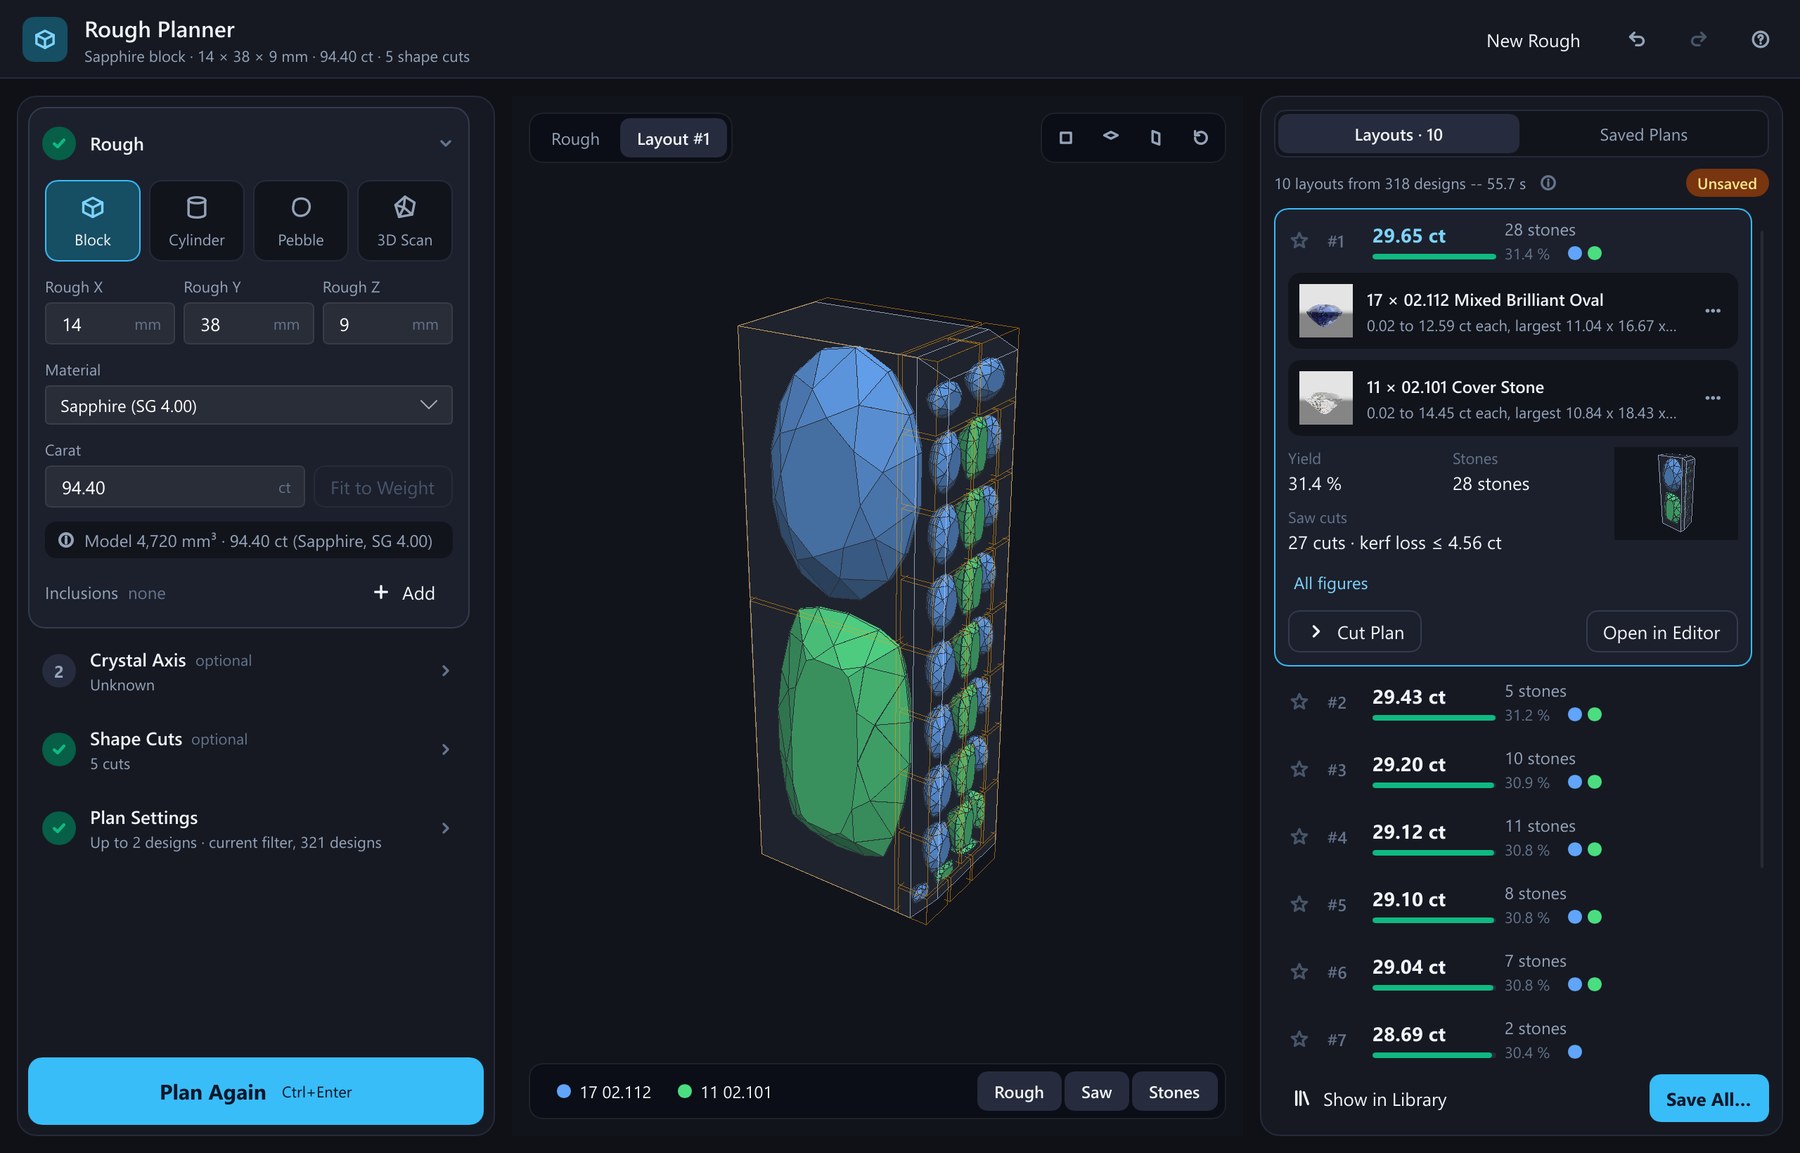 Rough Planner
Sapphire block · 14 × 38 × 9 mm · 94.40 ct · 5 shape cuts
New Rough
Rough
Block
Cylinder
Pebble
3D Scan
Rough X
Rough Y
Rough Z
14 mm
38 mm
9 mm
Material
Sapphire (SG 4.00)
Carat
94.40 ct
Fit to Weight
Model 4,720 mm³ · 94.40 ct (Sapphire, SG 4.00)
Inclusions none
+ Add
2
Crystal Axis optional
Unknown
Shape Cuts optional
5 cuts
Plan Settings
Up to 2 designs · current filter, 321 designs
Plan Again Ctrl+Enter
Rough
Layout #1
17 02.112
11 02.101
Rough
Saw
Stones
Layouts · 10
Saved Plans
10 layouts from 318 designs -- 55.7 s
Unsaved
#1
29.65 ct
28 stones
31.4 %
17 × 02.112 Mixed Brilliant Oval
0.02 to 12.59 ct each, largest 11.04 x 16.67 x...
11 × 02.101 Cover Stone
0.02 to 14.45 ct each, largest 10.84 x 18.43 x...
Yield
Stones
31.4 %
28 stones
Saw cuts
27 cuts · kerf loss ≤ 4.56 ct
All figures
Cut Plan
Open in Editor
#2
29.43 ct
5 stones
31.2 %
#3
29.20 ct
10 stones
30.9 %
#4
29.12 ct
11 stones
30.8 %
#5
29.10 ct
8 stones
30.8 %
#6
29.04 ct
7 stones
30.8 %
#7
28.69 ct
2 stones
30.4 %
Show in Library
Save All...